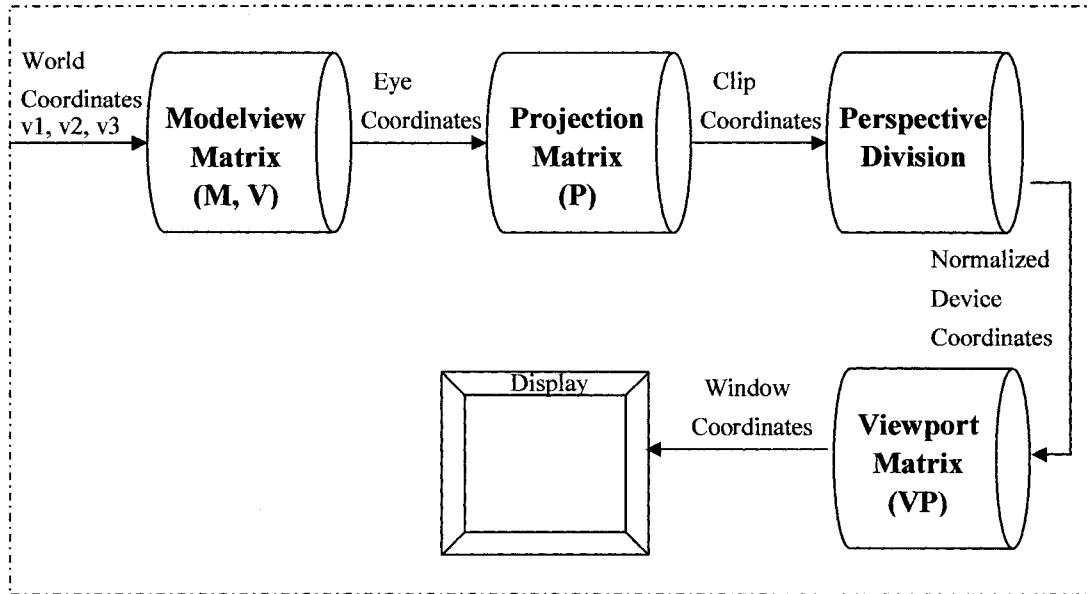 World
Coordinates
v1, v2, v3
Modelview
Matrix
(M, V)
Eye
Coordinates
Projection
Matrix
(P)
Clip
Coordinates
Perspective
Division
Normalized
Device
Coordinates
Viewport
Matrix
(VP)
Window
Coordinates
Display